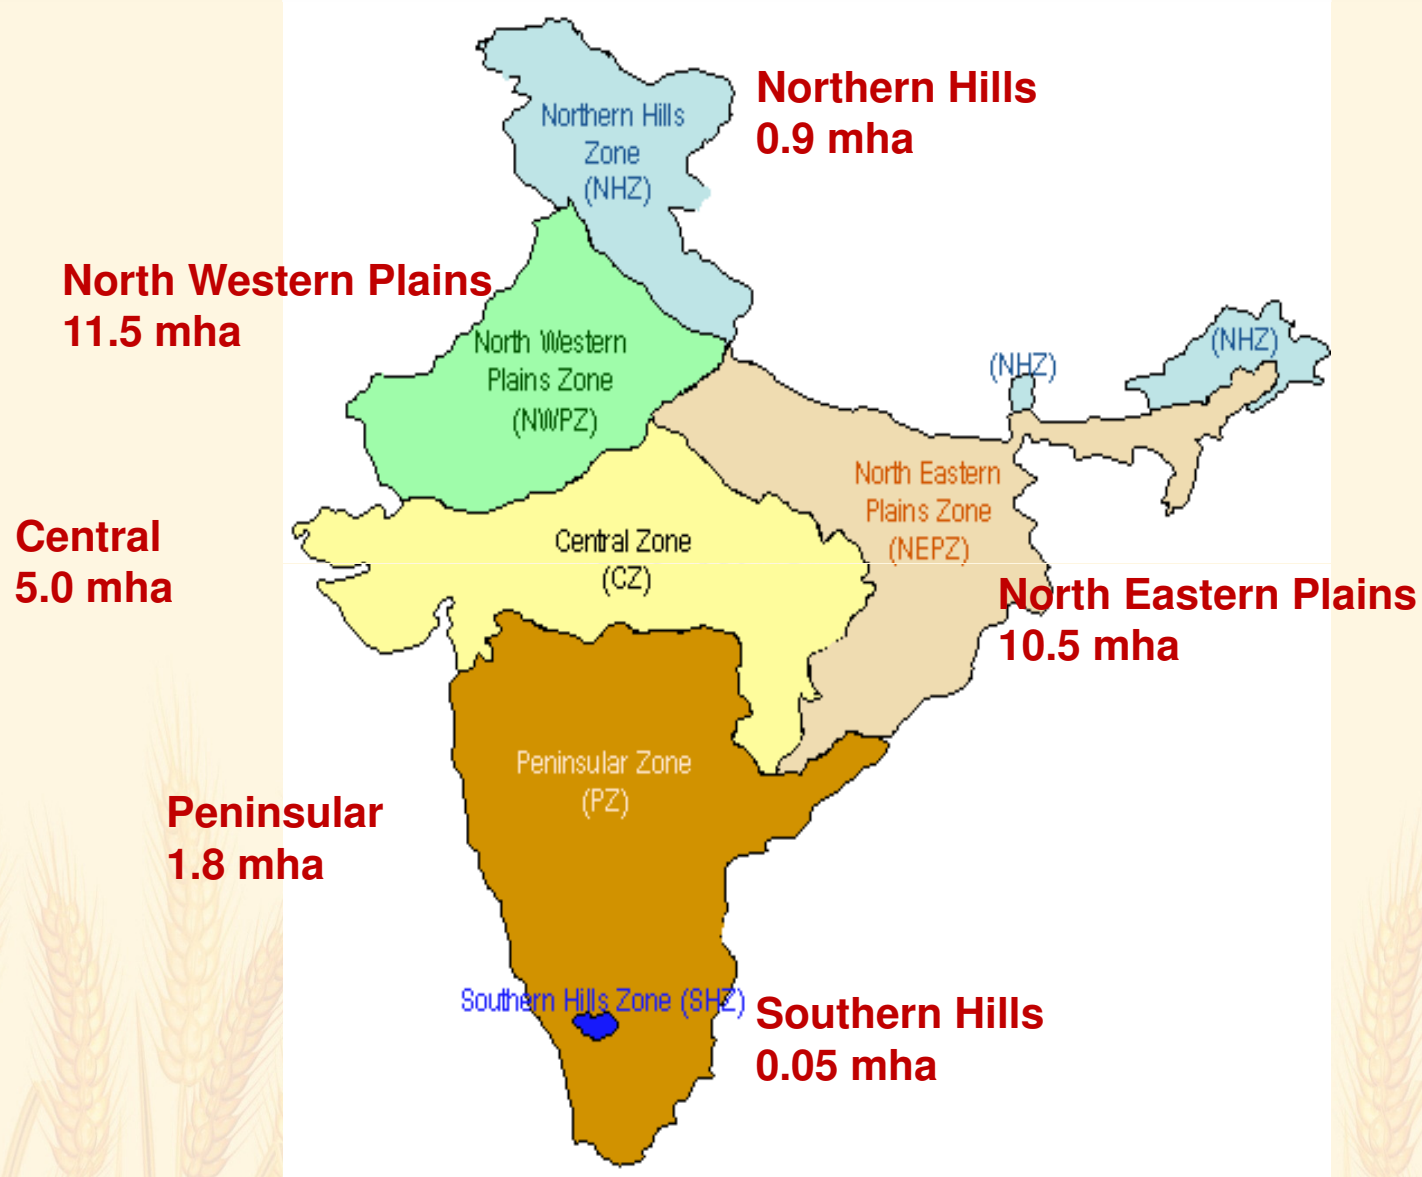 Northern Hills
0.9 mha
Northern Hills
Zone
(NHZ)
North Western Plains
11.5 mha
North Western
Plains Zone
(NWPZ)
(NHZ)
(NHZ)
North Eastern
Plains Zone
(NEPZ)
Central
5.0 mha
Central Zone
(CZ)
North Eastern Plains
10.5 mha
Peninsular Zone
(PZ)
Peninsular
1.8 mha
Southern Hills Zone (SHZ)
Southern Hills
0.05 mha